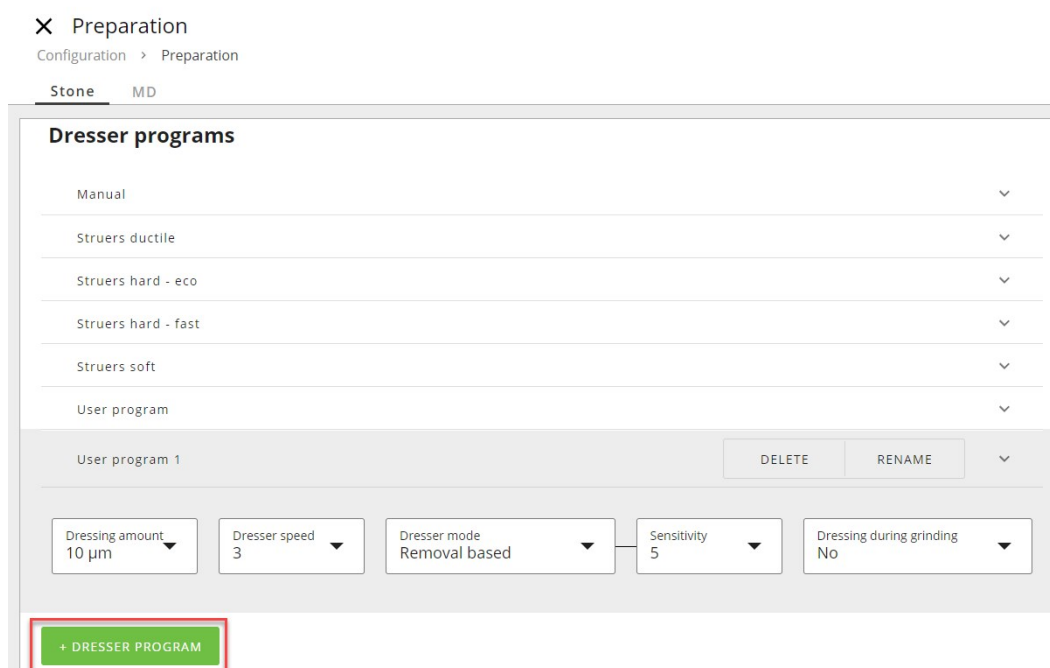 Preparation
Configuration > Preparation
Stone MD
Dresser programs
Manual
Struers ductile
Struers hard - eco
Struers hard - fast
Struers soft
User program
User program 1 DELETE RENAME
Dressing amount Dresser speed Dresser mode Sensitivity Dressing during grinding
10 µm 3 Removal based 5 No
+ DRESSER PROGRAM